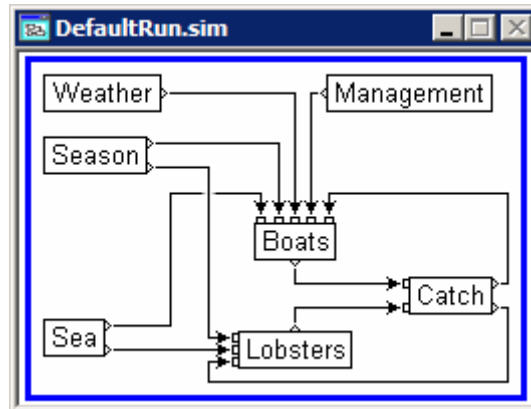 DefaultRun.sim
Weather
Management
Season
Boats
Catch
Sea
Lobsters